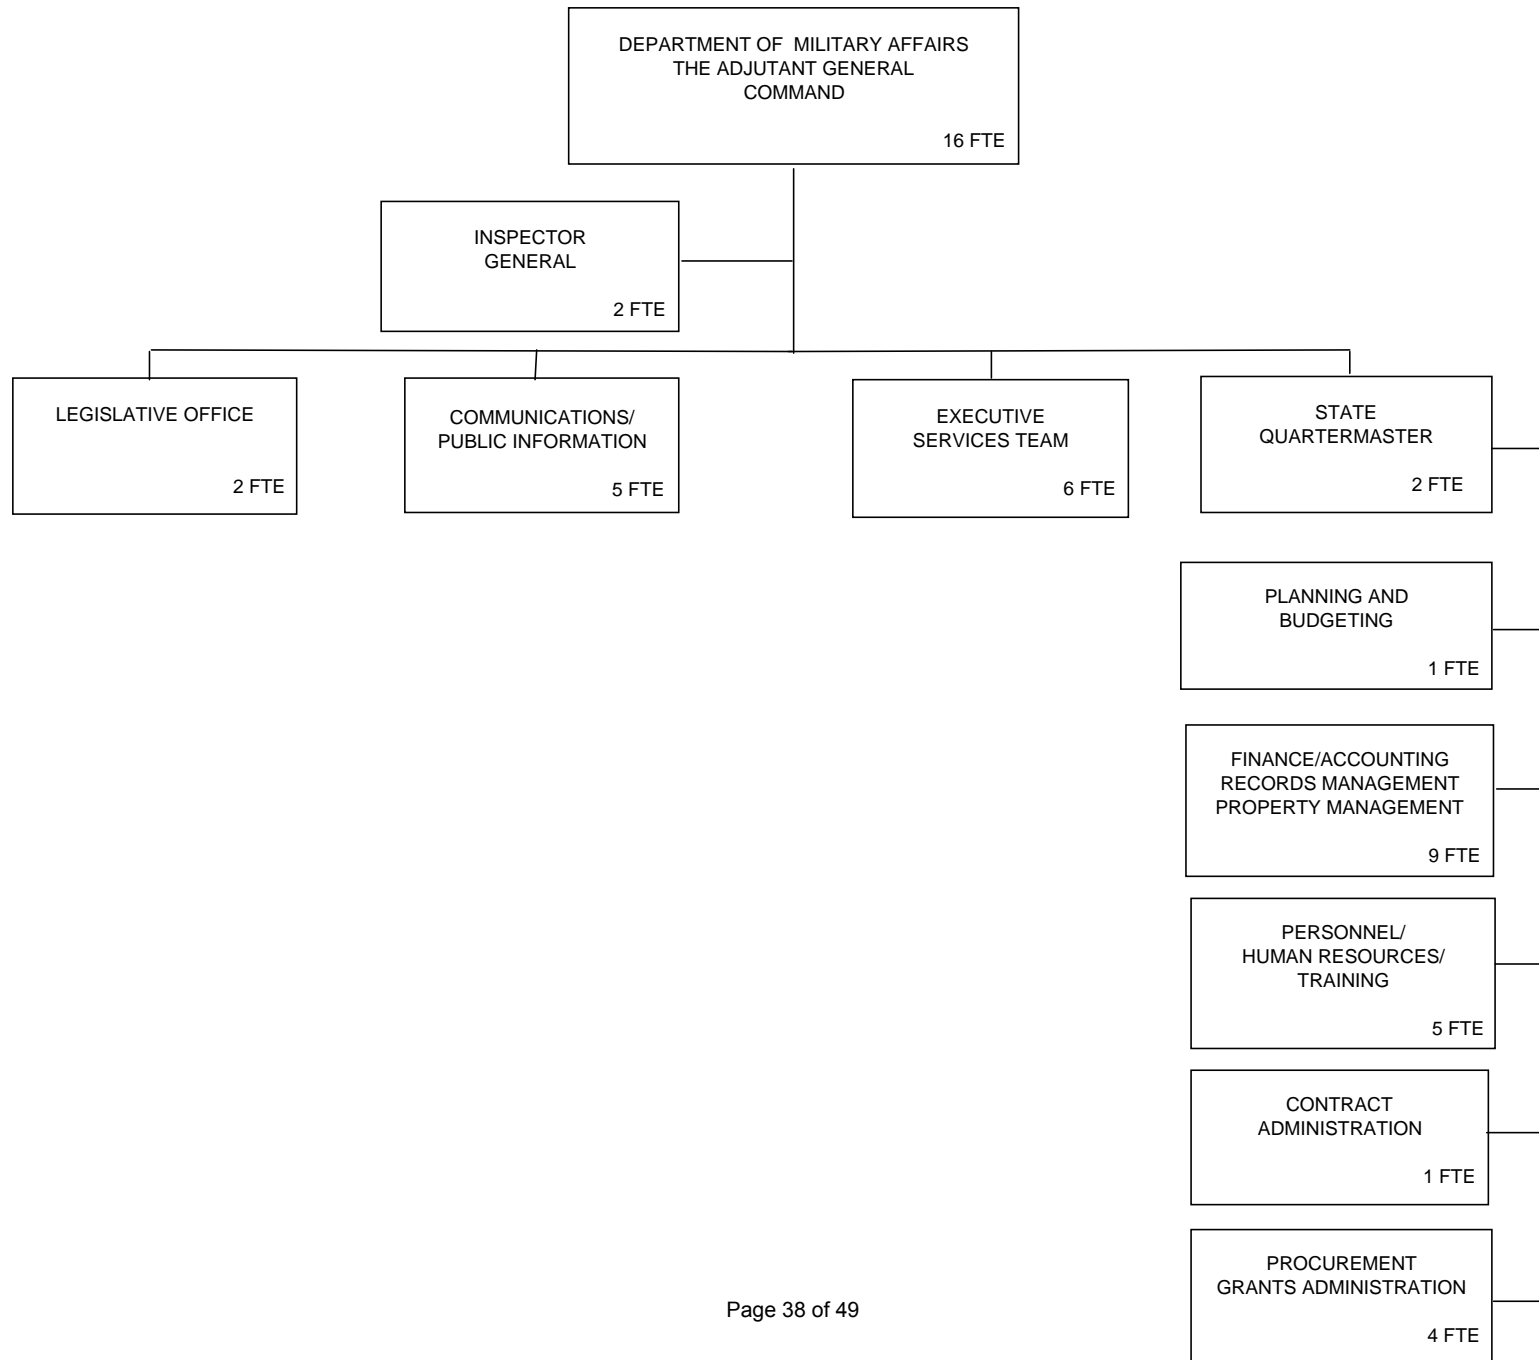 DEPARTMENT OF MILITARY AFFAIRS
THE ADJUTANT GENERAL
COMMAND
16 FTE
INSPECTOR
GENERAL
2 FTE
LEGISLATIVE OFFICE
2 FTE
COMMUNICATIONS/
PUBLIC INFORMATION
5 FTE
EXECUTIVE
SERVICES TEAM
6 FTE
STATE
QUARTERMASTER
2 FTE
PLANNING AND
BUDGETING
1 FTE
FINANCE/ACCOUNTING
RECORDS MANAGEMENT
PROPERTY MANAGEMENT
9 FTE
PERSONNEL/
HUMAN RESOURCES/
TRAINING
5 FTE
CONTRACT
ADMINISTRATION
1 FTE
PROCUREMENT
GRANTS ADMINISTRATION
4 FTE
Page 38 of 49